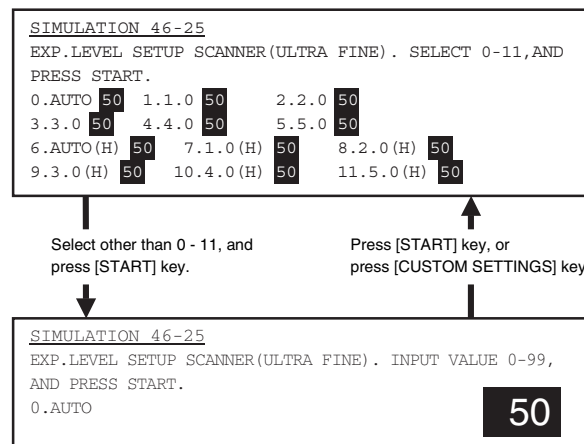 SIMULATION 46-25
EXP.LEVEL SETUP SCANNER(ULTRA FINE). SELECT 0-11,AND
PRESS START.
0.AUTO 50 1.1.0 50 2.2.0 50
3.3.0 50 4.4.0 50 5.5.0 50
6.AUTO(H) 50 7.1.0(H) 50 8.2.0(H) 50
9.3.0(H) 50 10.4.0(H) 50 11.5.0(H) 50
Select other than 0 - 11, and
press [START] key.
Press [START] key, or
press [CUSTOM SETTINGS] key
SIMULATION 46-25
EXP.LEVEL SETUP SCANNER(ULTRA FINE). INPUT VALUE 0-99,
AND PRESS START.
0.AUTO
50